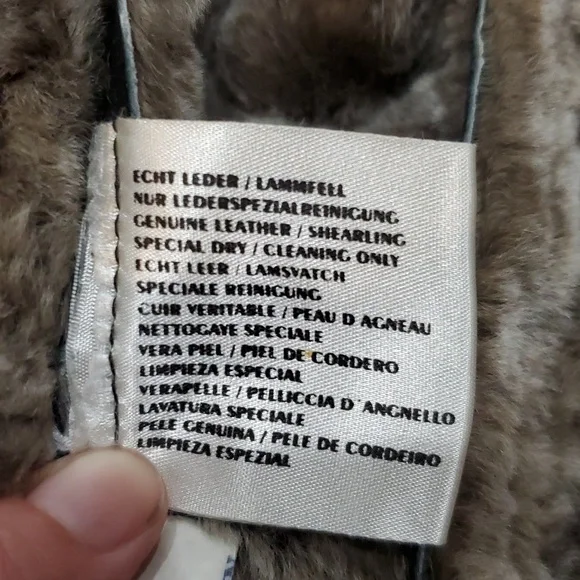 ECHT LEDER / LAMMFELL
NUR LEDERSPEZIALREINIGUNG
GENUINE LEATHER / SHEARLING
SPECIAL DRY / CLEANING ONLY
ECHT LEER / LAMSVATCH
SPECIALE REINIGUNG
CUIR VERITABLE / PEAU D AGNEAU
NETTOGAYE SPECIALE
VERA PIEL / PIEL DE CORDERO
LIMPIEZA ESPECIAL
VERAPELLE / PELLICCIA D'ANGNELLO
LAVATURA SPECIALE
PELE GENUINA / PELE DE CORDEIRO
LIMPIEZA ESPEZIAL